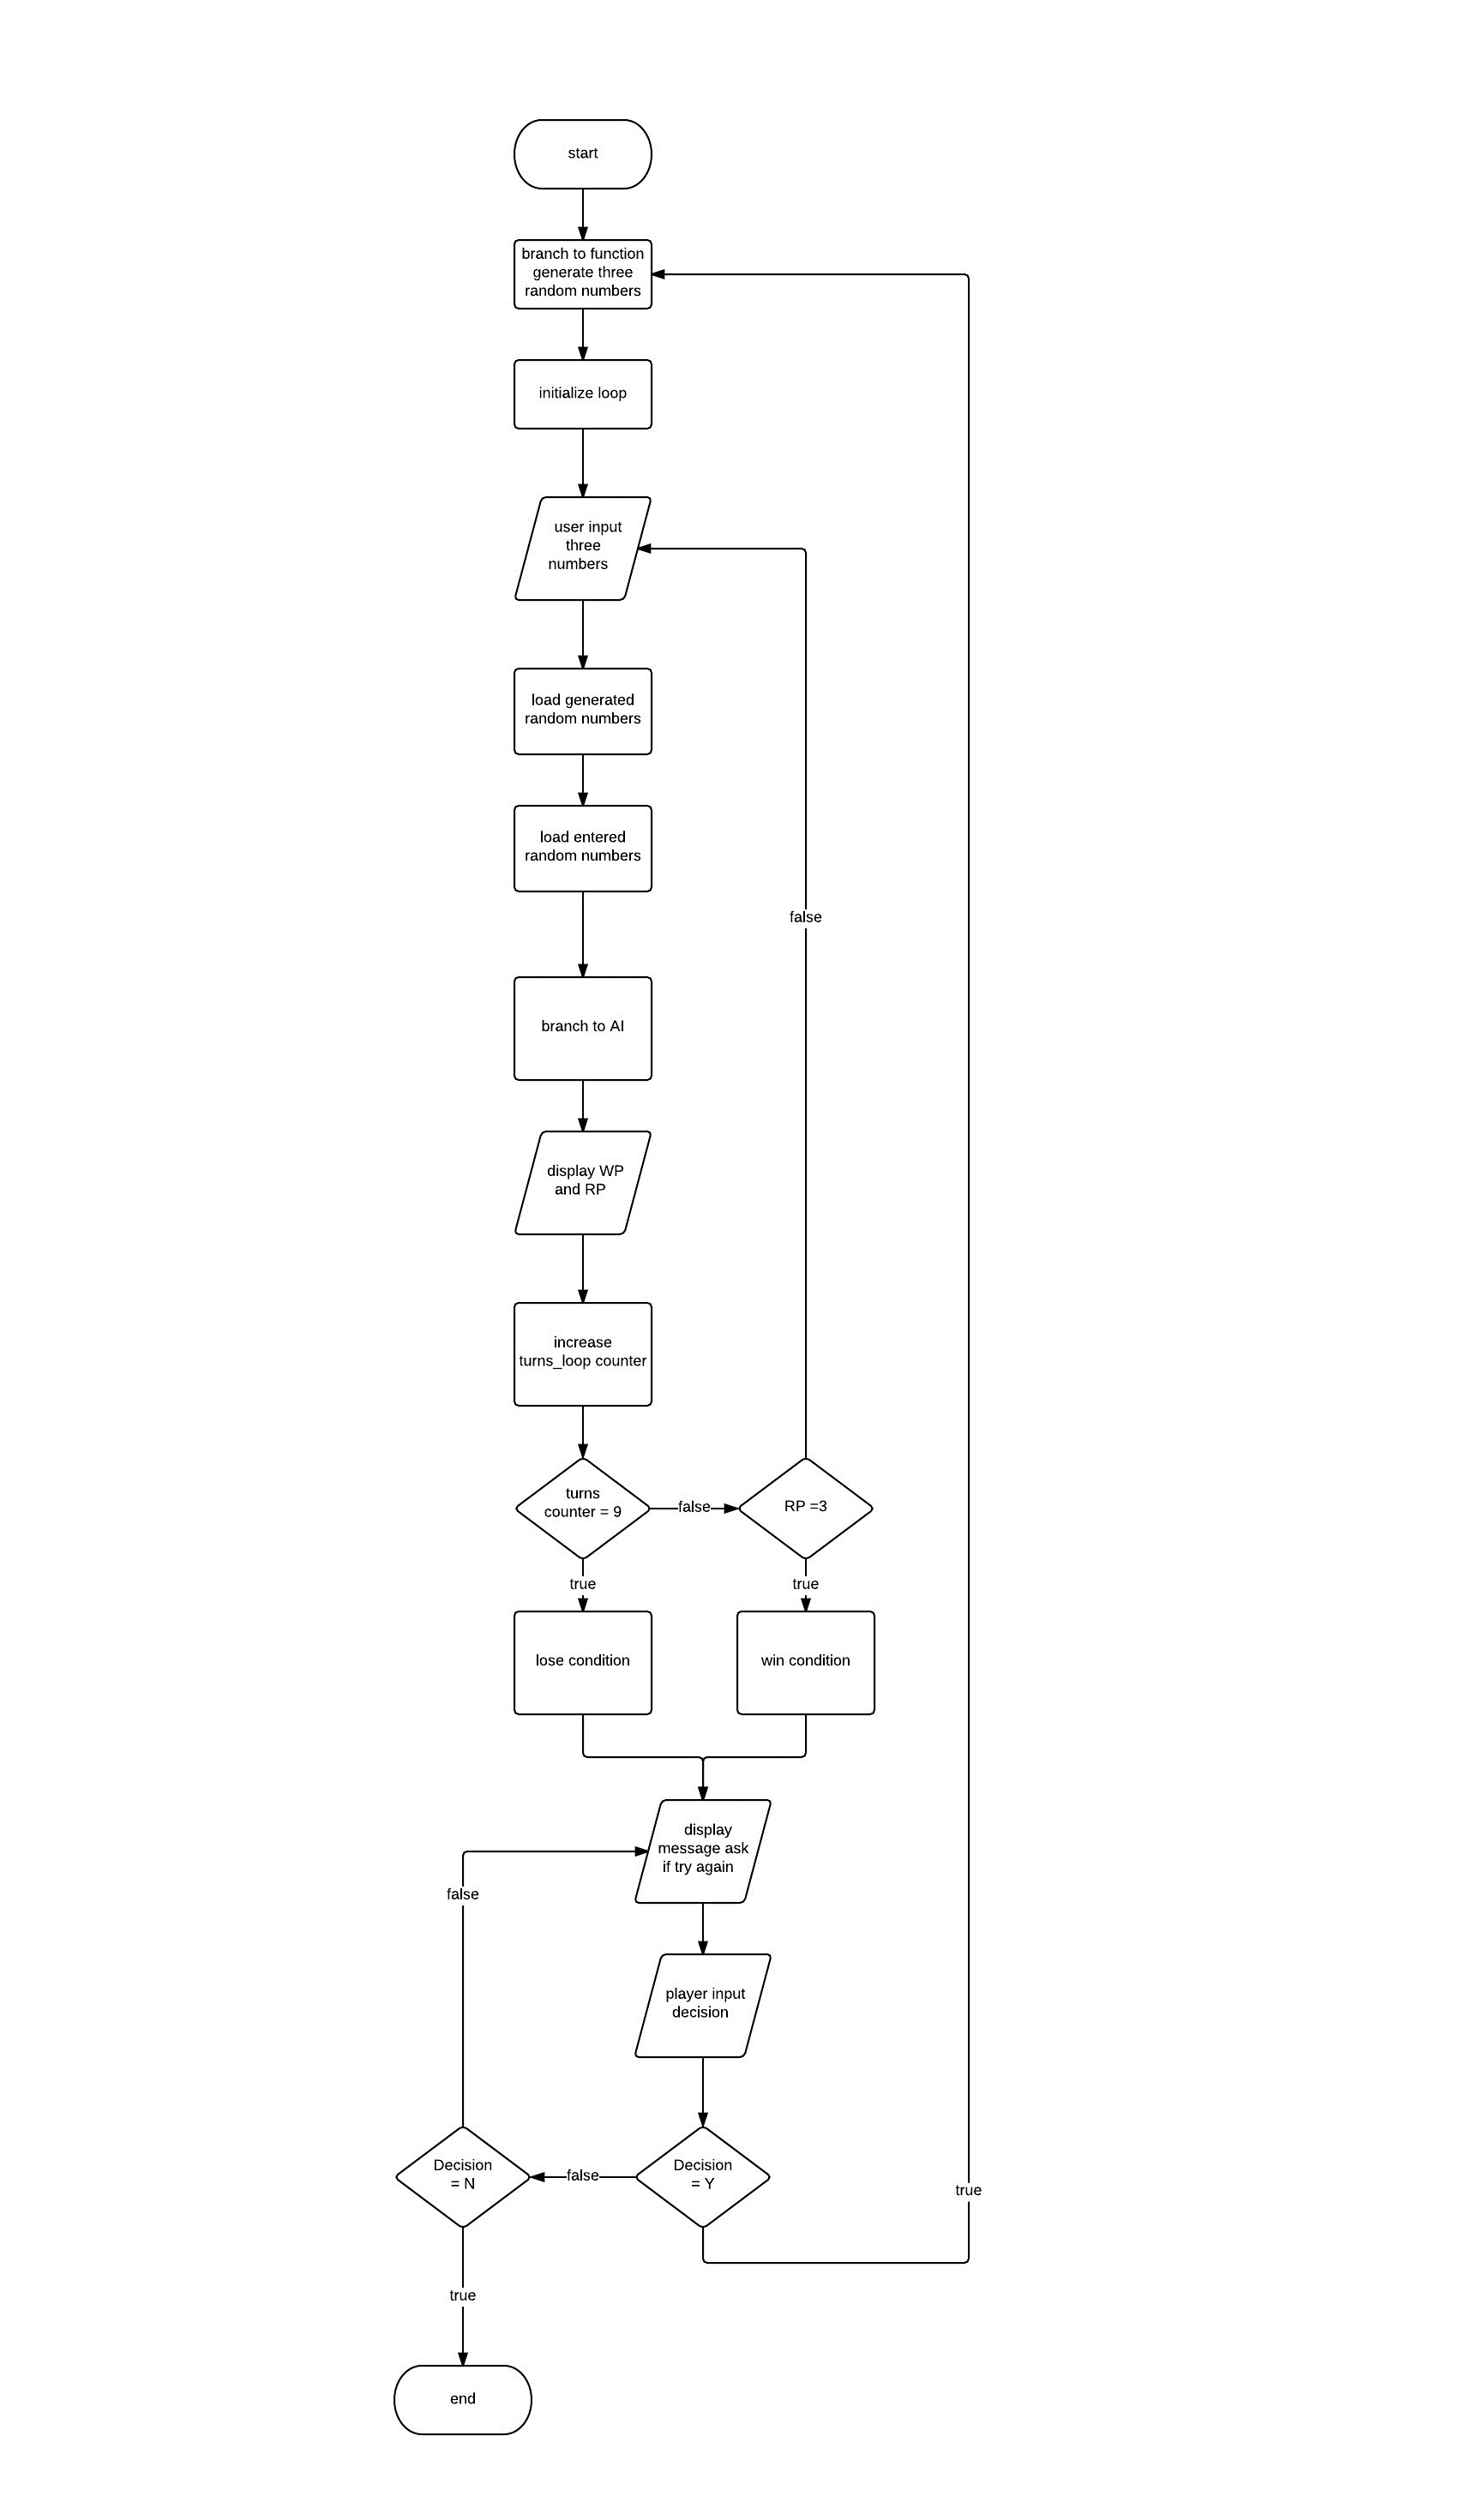 start
branch to function
generate three
random numbers
initialize loop
user input
three
numbers
load generated
random numbers
load entered
random numbers
false
branch to AI
display WP
and RP
increase
turns_loop counter
turns
counter = 9
false
RP =3
true
true
lose condition
win condition
display
message ask
if try again
false
player input
decision
Decision
= N
false
Decision
= Y
true
true
end